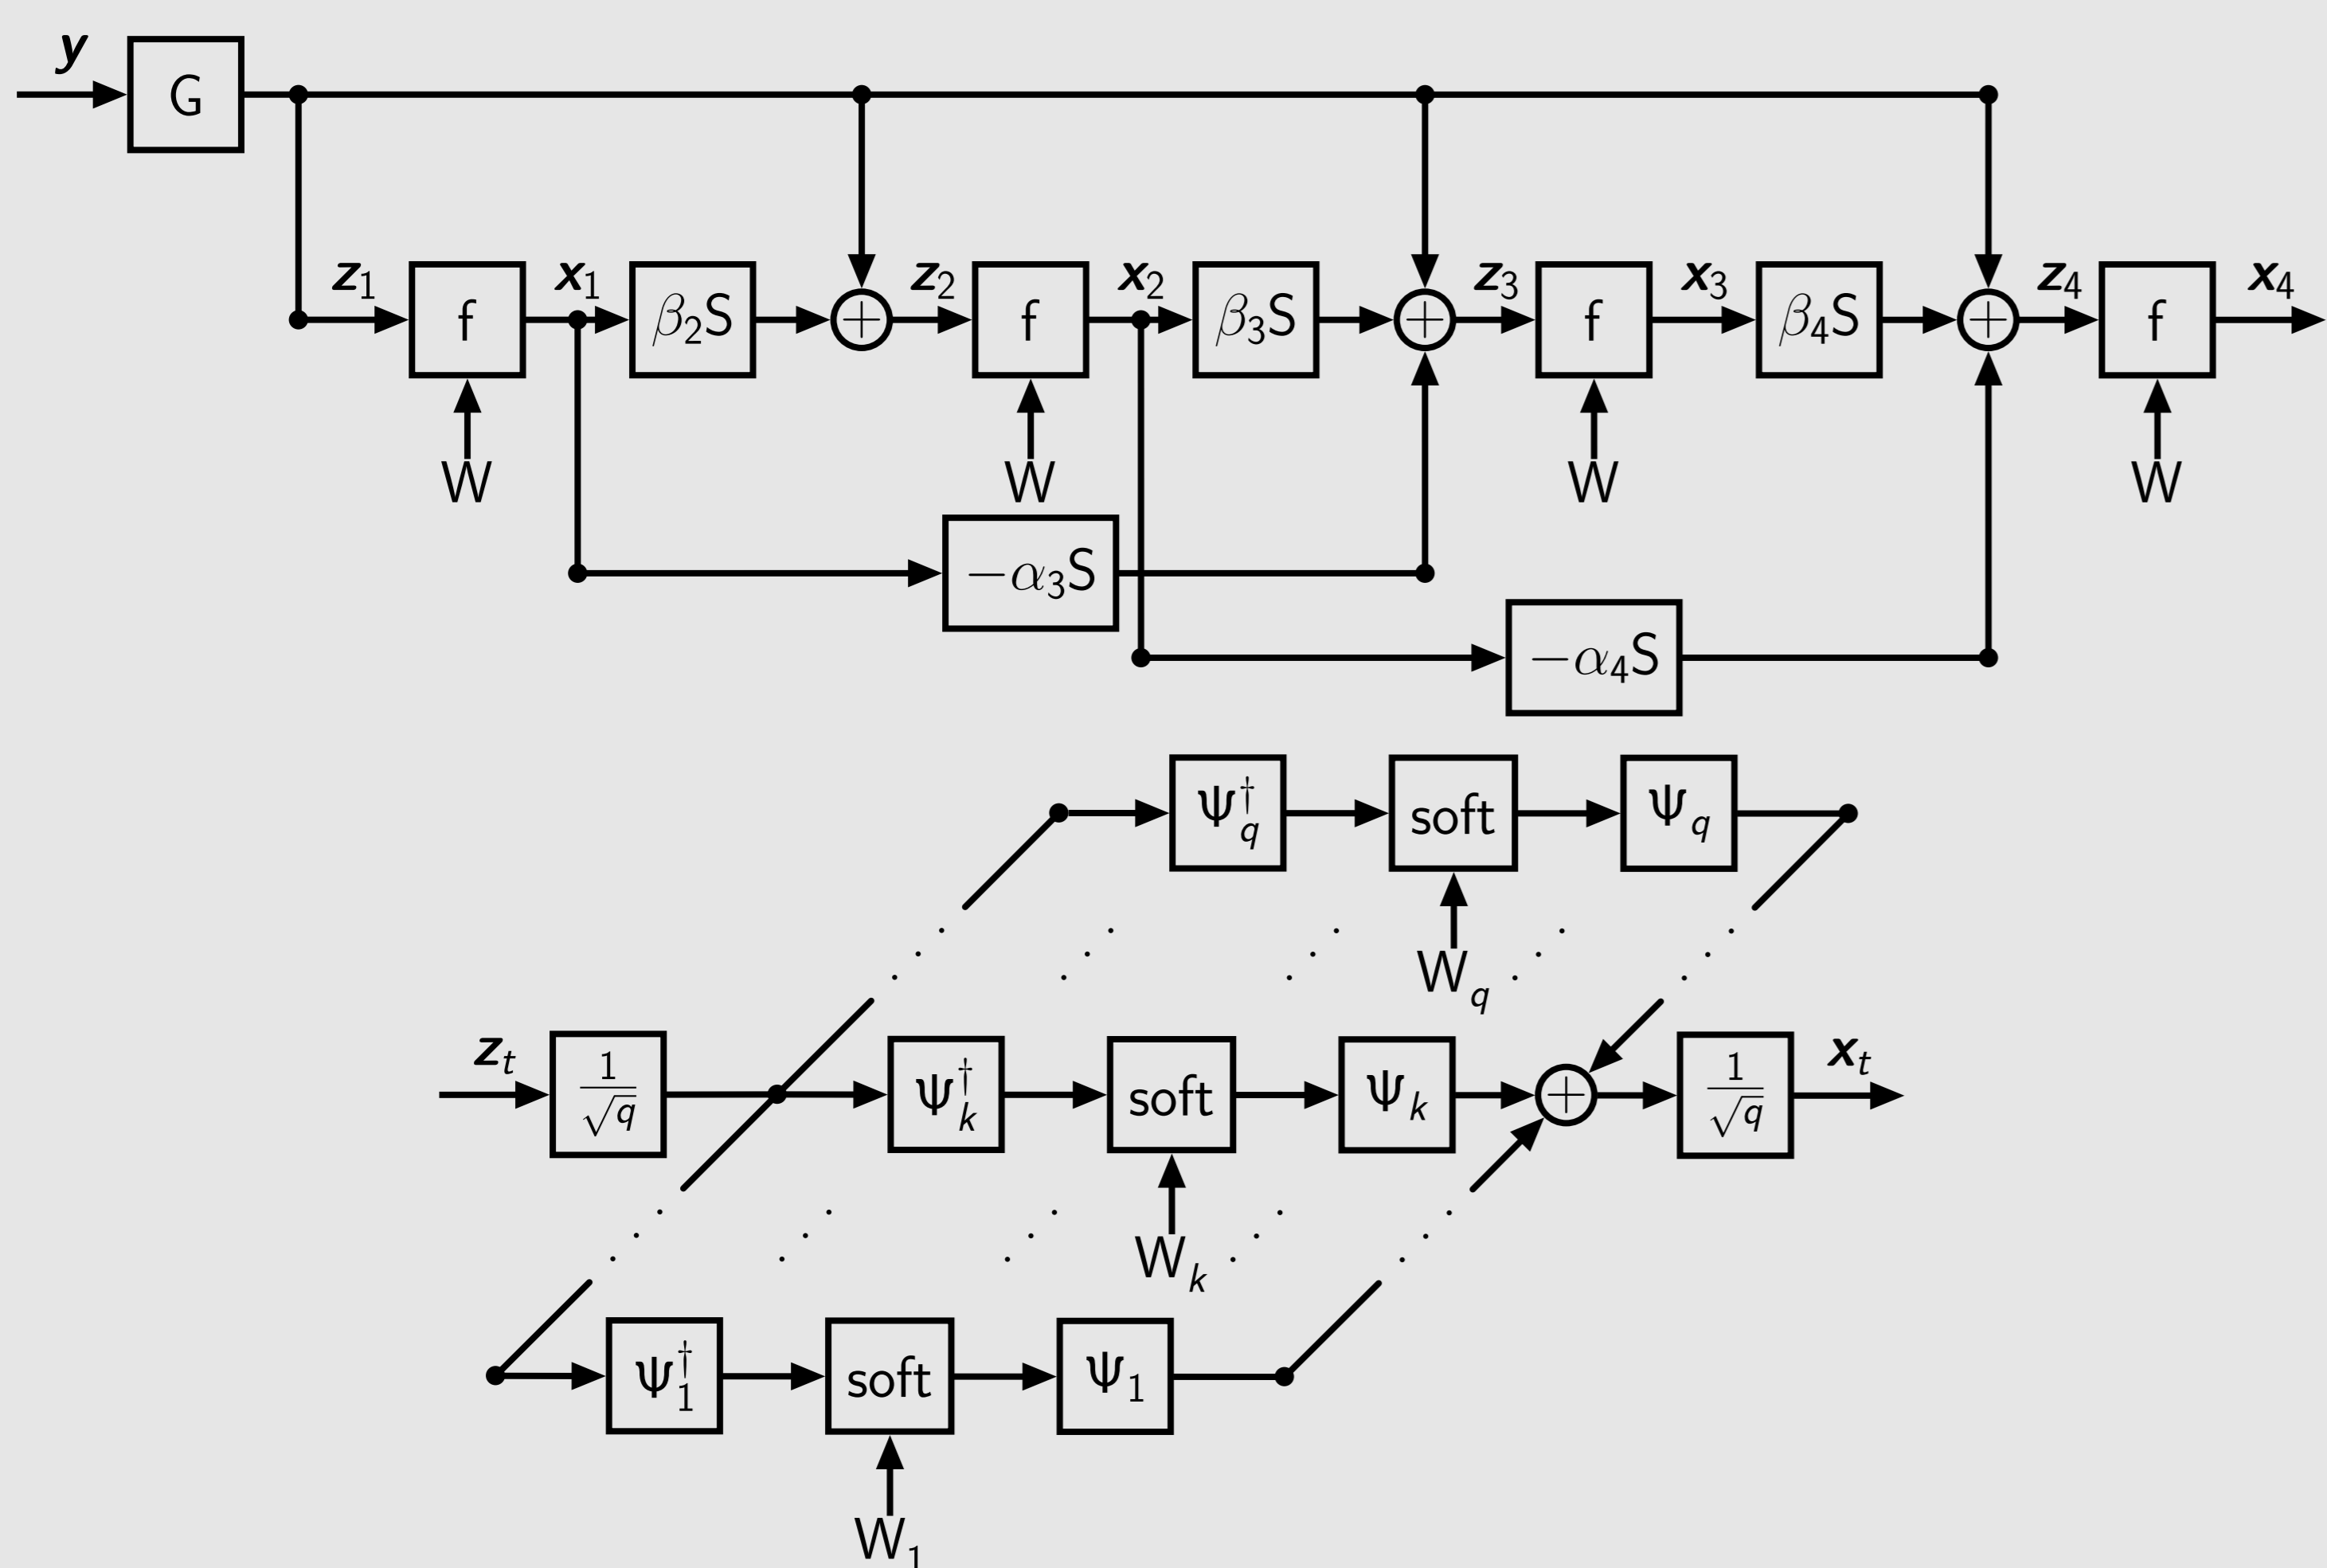 y
G
z₁ f x₁ β₂S + z₂ f x₂ β₃S + z₃ f x₃ β₄S + z₄ f x₄
W W W W
−α₃S
−α₄S
ψ†q soft ψq
Wq
zt 1/√q ψ†k soft ψk + 1/√q xt
Wk
ψ†₁ soft ψ₁
W₁